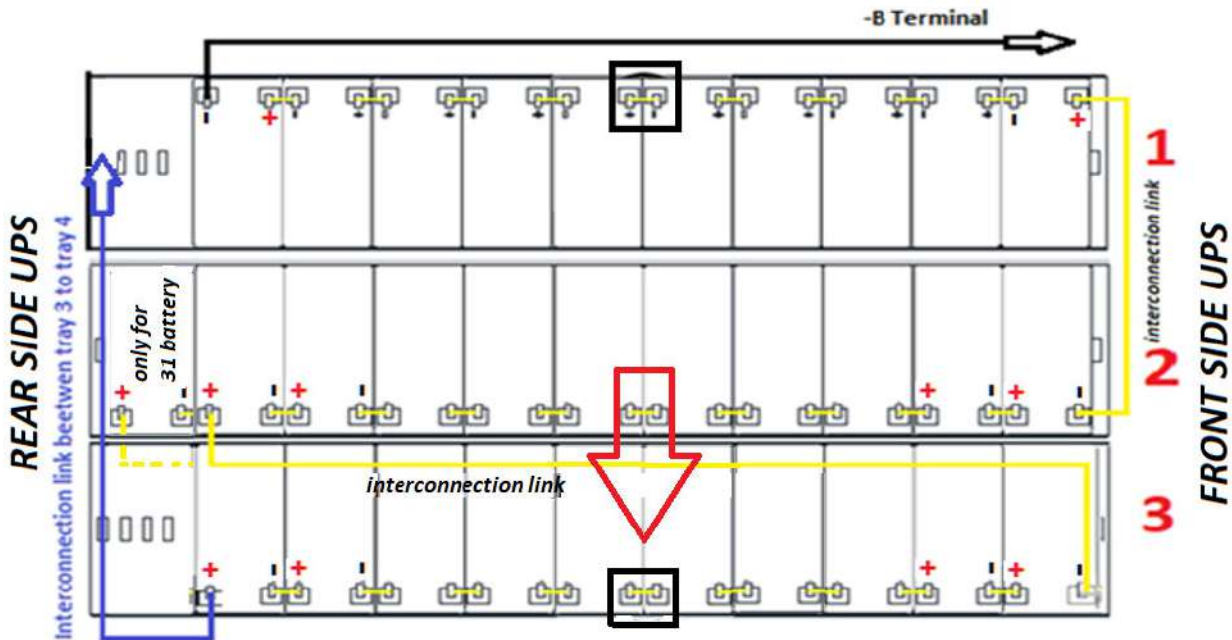 -B Terminal
- + - + - + - + - + - + - + - + - + - +
1
interconnection link
REAR SIDE UPS
Interconnection link beetwen tray 3 to tray 4
FRONT SIDE UPS
only for
31 battery
2
+ - + - + - + - + -
interconnection link
3
+ - + - + - + -